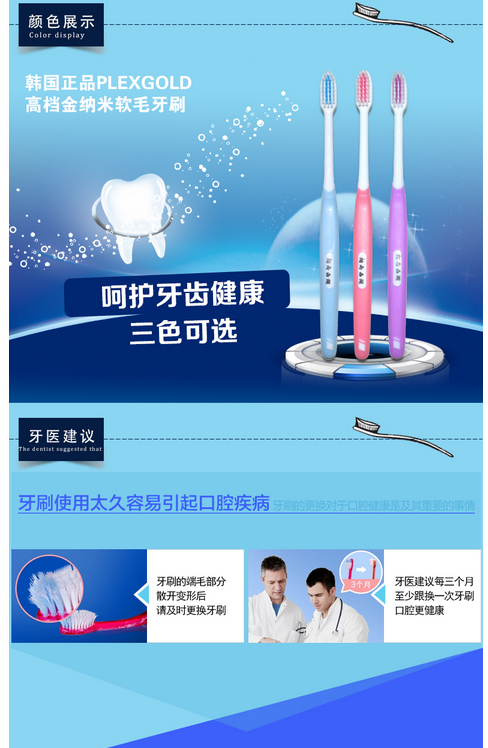 颜色展示
Color display
韩国正品PLEXGOLD
高档金纳米软毛牙刷
呵护牙齿健康
三色可选
牙医建议
The dentist suggested that
牙刷使用太久容易引起口腔疾病 牙刷的更换对于口腔健康是及其重要的事情
牙刷的端毛部分
散开变形后
请及时更换牙刷
3个月
牙医建议每三个月
至少跟换一次牙刷
口腔更健康